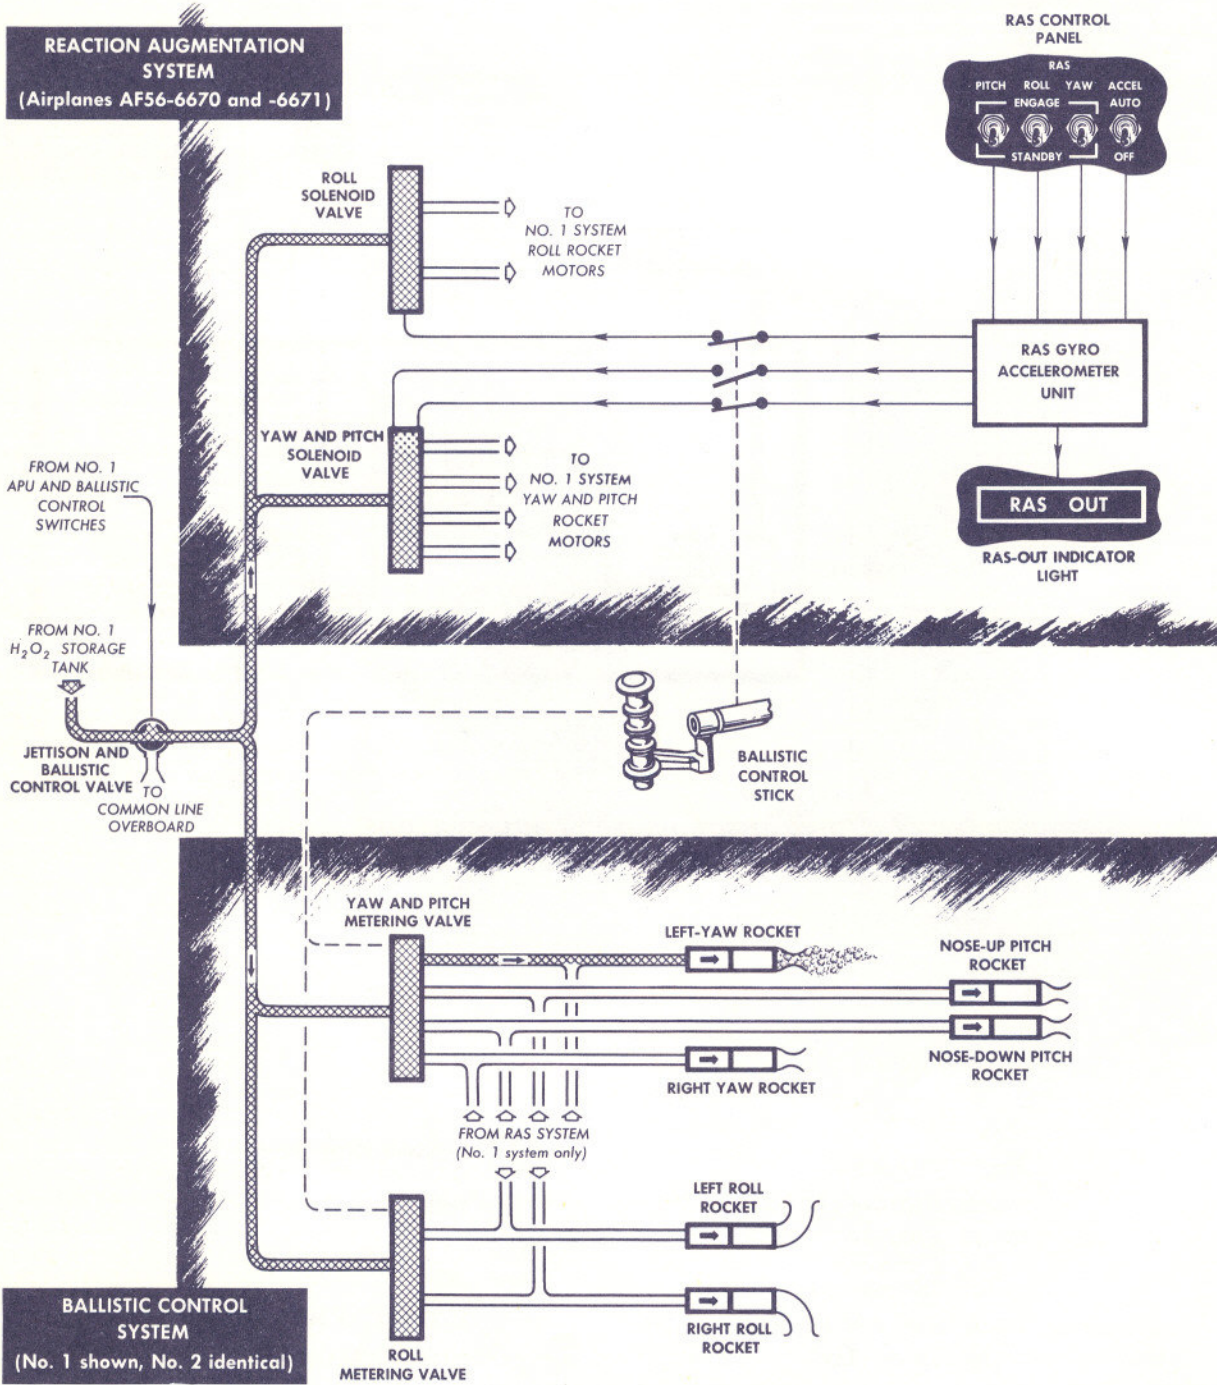 REACTION AUGMENTATION
SYSTEM
(Airplanes AF56-6670 and -6671)
RAS CONTROL
PANEL
RAS
PITCH ROLL YAW ACCEL
ENGAGE AUTO
STANDBY OFF
ROLL
SOLENOID
VALVE
TO
NO. 1 SYSTEM
ROLL ROCKET
MOTORS
RAS GYRO
ACCELEROMETER
UNIT
YAW AND PITCH
SOLENOID
VALVE
TO
NO. 1 SYSTEM
YAW AND PITCH
ROCKET
MOTORS
RAS OUT
RAS-OUT INDICATOR
LIGHT
FROM NO. 1
APU AND BALLISTIC
CONTROL
SWITCHES
FROM NO. 1
H2O2 STORAGE
TANK
JETTISON AND
BALLISTIC
CONTROL VALVE
TO
COMMON LINE
OVERBOARD
BALLISTIC
CONTROL
STICK
YAW AND PITCH
METERING VALVE
LEFT-YAW ROCKET
NOSE-UP PITCH
ROCKET
NOSE-DOWN PITCH
ROCKET
RIGHT YAW ROCKET
FROM RAS SYSTEM
(No. 1 system only)
LEFT ROLL
ROCKET
RIGHT ROLL
ROCKET
ROLL
METERING VALVE
BALLISTIC CONTROL
SYSTEM
(No. 1 shown, No. 2 identical)